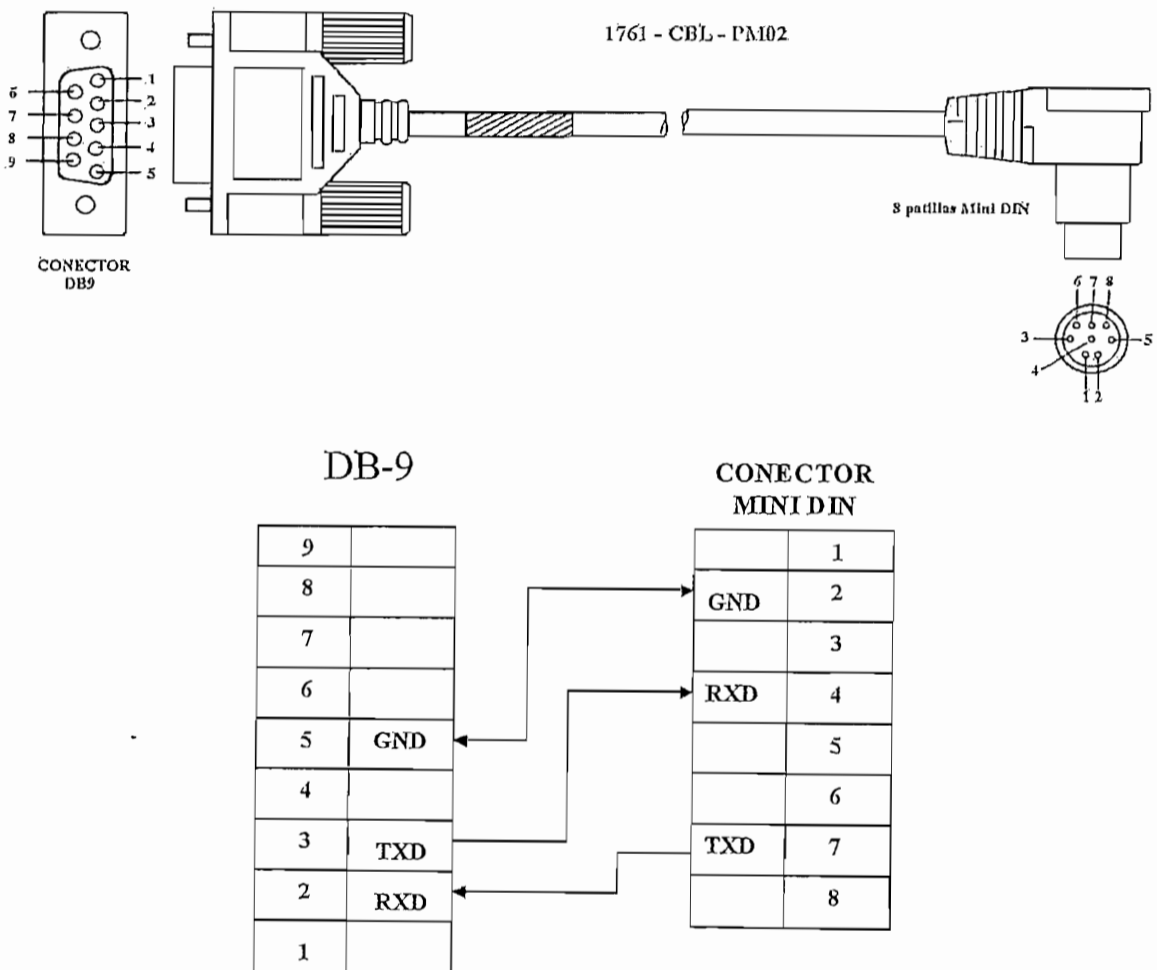 1761 - CBL - PM02
1
2
3
4
5
6
7
8
9
CONECTOR
DB9
8 patillas Mini DIN
6 7 8
3
5
4
1 2
DB-9
9
8
7
6
5 GND
4
3 TXD
2 RXD
1
CONECTOR
MINI DIN
1
GND 2
3
RXD 4
5
6
TXD 7
8